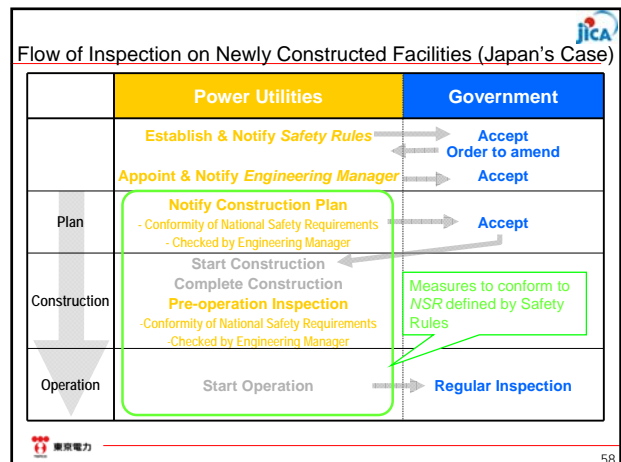 jica
Flow of Inspection on Newly Constructed Facilities (Japan's Case)
Power Utilities
Government
Establish & Notify Safety Rules
Accept
Order to amend
Appoint & Notify Engineering Manager
Accept
Plan
Notify Construction Plan
- Conformity of National Safety Requirements
- Checked by Engineering Manager
Accept
Construction
Start Construction
Complete Construction
Pre-operation Inspection
-Conformity of National Safety Requirements
-Checked by Engineering Manager
Measures to conform to
NSR defined by Safety
Rules
Operation
Start Operation
Regular Inspection
東京電力
58